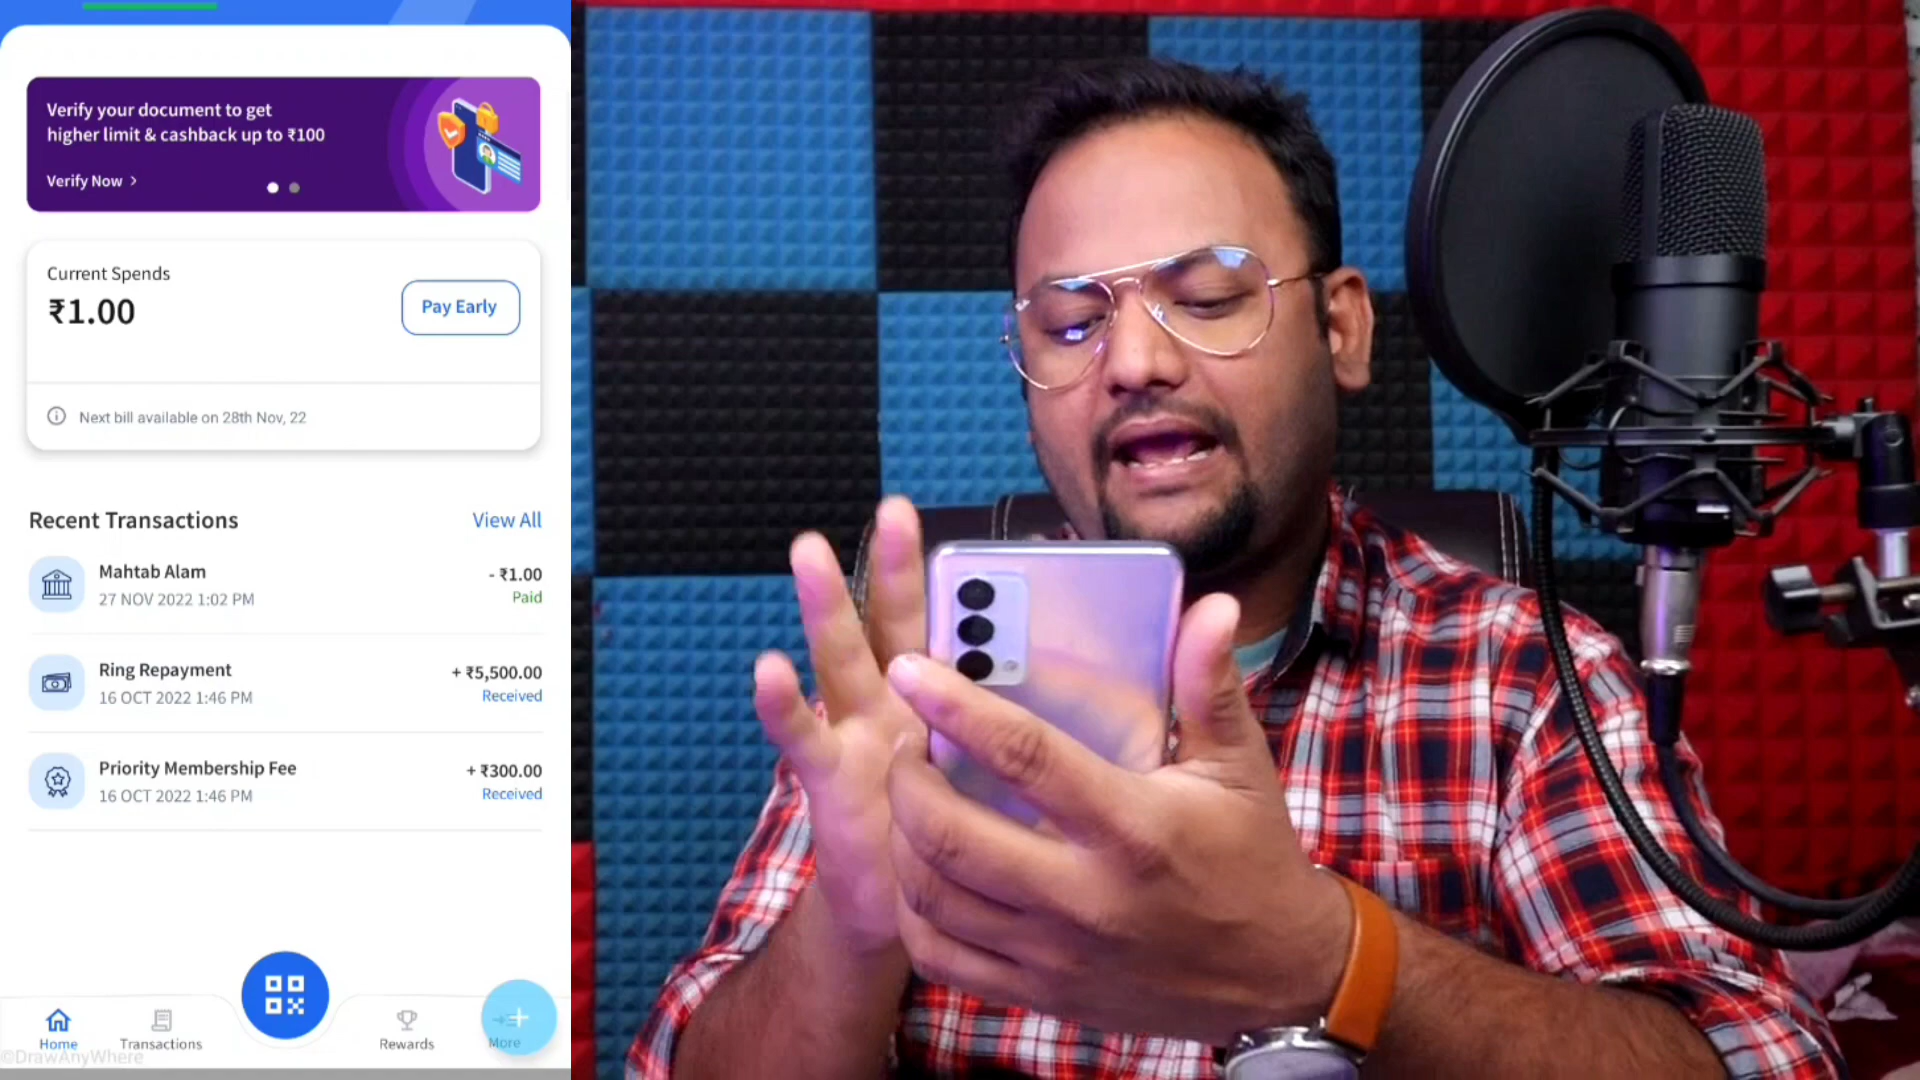 Verify your document to get
higher limit & cashback up to ₹100
Verify Now >
Current Spends
₹1.00
Pay Early
Next bill available on 28th Nov, 22
Recent Transactions
View All
Mahtab Alam
- ₹1.00
27 NOV 2022 1:02 PM
Paid
Ring Repayment
+ ₹5,500.00
16 OCT 2022 1:46 PM
Received
Priority Membership Fee
+ ₹300.00
16 OCT 2022 1:46 PM
Received
Home
Transactions
Rewards
More
©DrawAnyWhere